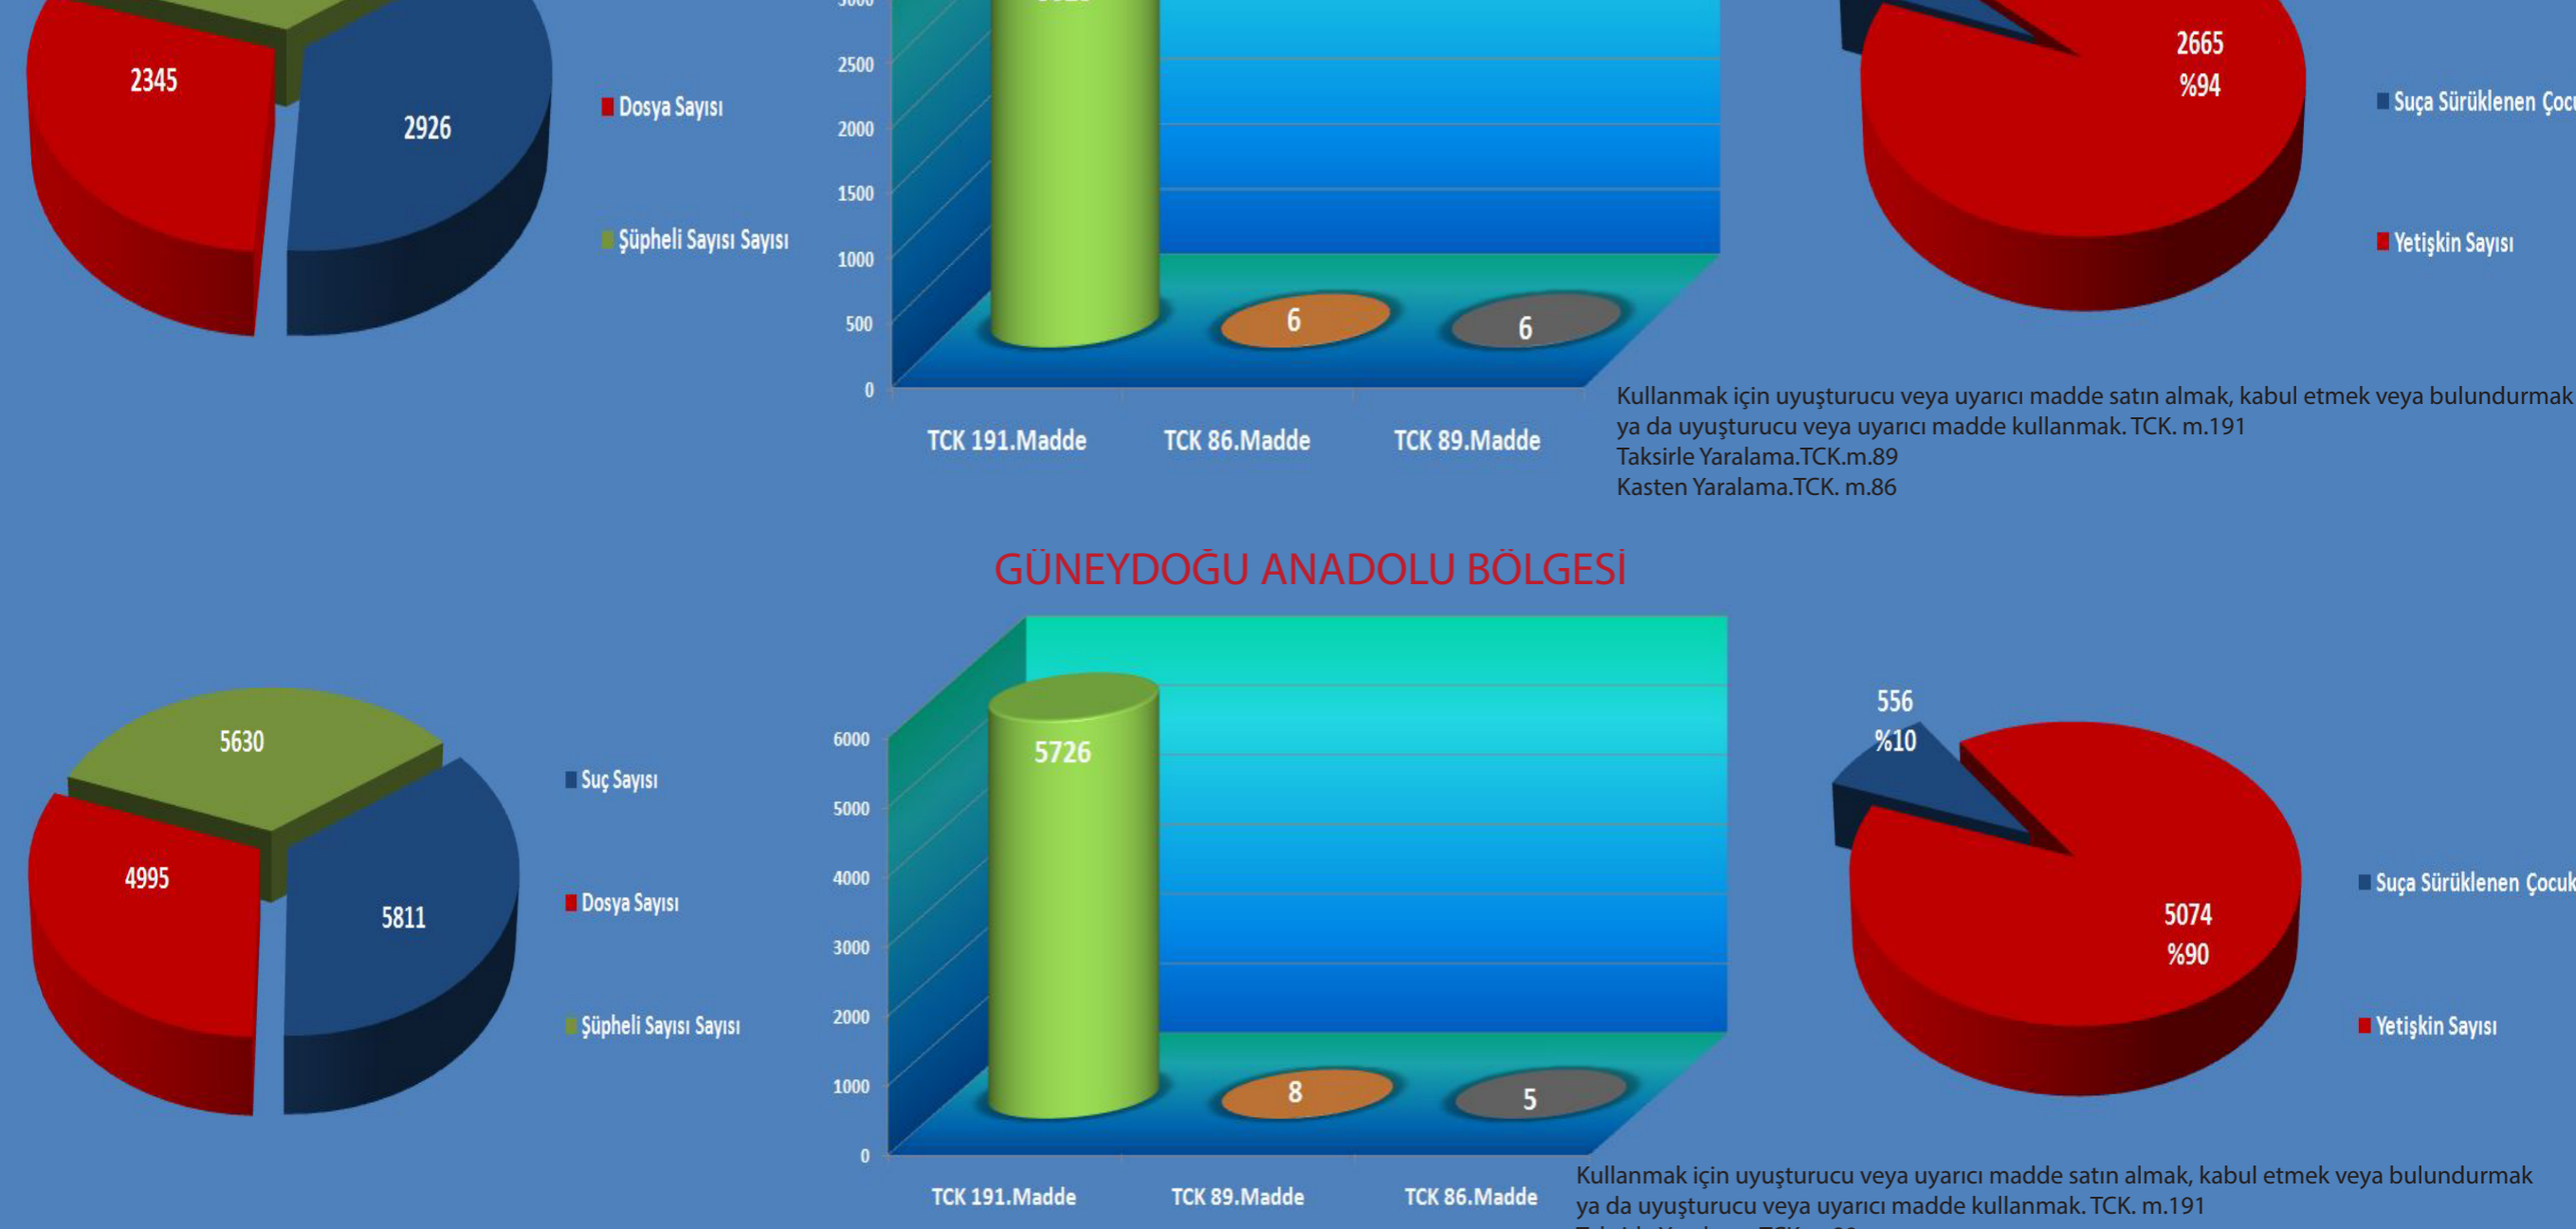 3000
2345
2926
Dosya Sayısı
Şüpheli Sayısı Sayısı
2500
2000
1500
1000
500
0
6
6
TCK 191.Madde
TCK 86.Madde
TCK 89.Madde
2665
%94
Suça Sürüklenen
Yetişkin Sayısı
Kullanmak için uyuşturucu veya uyarıcı madde satın almak, kabul etmek veya bulundurmak
ya da uyuşturucu veya uyarıcı madde kullanmak. TCK. m.191
Taksirle Yaralama.TCK.m.89
Kasten Yaralama.TCK. m.86
GÜNEYDOĞU ANADOLU BÖLGESİ
5630
4995
5811
Suç Sayısı
Dosya Sayısı
Şüpheli Sayısı Sayısı
6000
5000
4000
3000
2000
1000
0
5726
8
5
TCK 191.Madde
TCK 89.Madde
TCK 86.Madde
556
%10
5074
%90
Suça Sürüklenen Çocuk
Yetişkin Sayısı
Kullanmak için uyuşturucu veya uyarıcı madde satın almak, kabul etmek veya bulundurmak
ya da uyuşturucu veya uyarıcı madde kullanmak. TCK. m.191